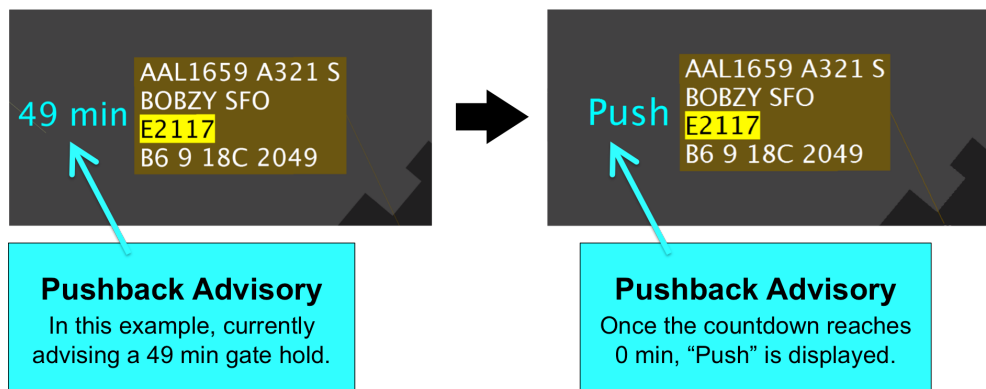 49 min
AAL1659 A321 S
BOBZY SFO
E2117
B6 9 18C 2049
Push
AAL1659 A321 S
BOBZY SFO
E2117
B6 9 18C 2049
Pushback Advisory
In this example, currently
advising a 49 min gate hold.
Pushback Advisory
Once the countdown reaches
0 min, “Push” is displayed.